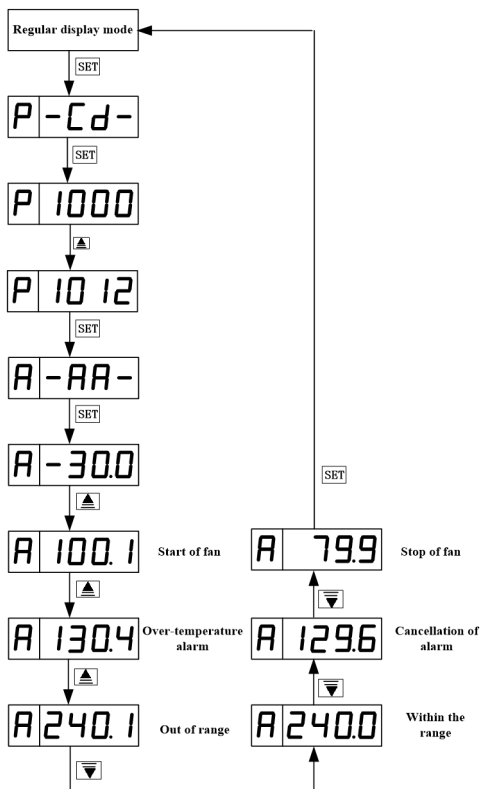 Regular display mode
SET
P -Cd-
SET
P 1000
P 1012
SET
A -AA-
SET
A -30.0
A 100.1 Start of fan
A 130.4 Over-temperature
alarm
A 240.1 Out of range
SET
A 79.9 Stop of fan
A 129.6 Cancellation of
alarm
A 240.0 Within the
range